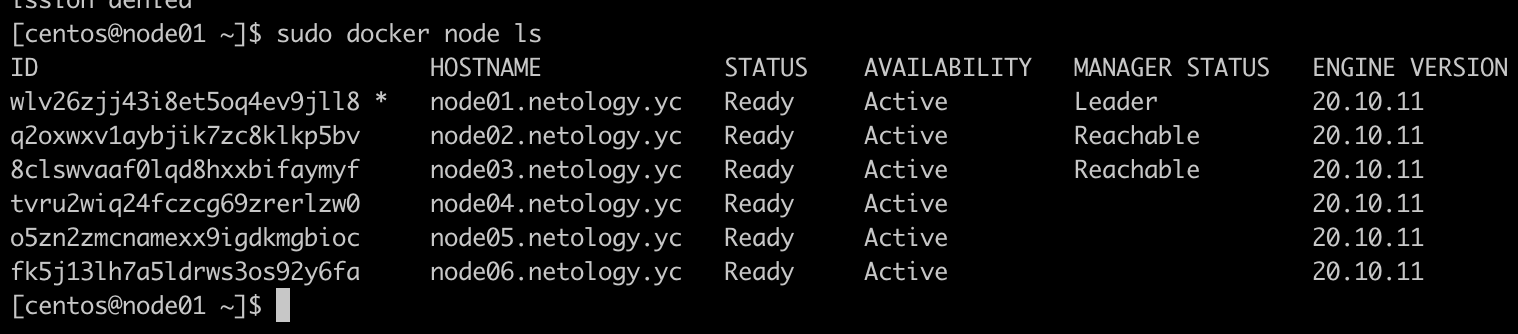 ission denied
[centos@node01 ~]$ sudo docker node ls
ID HOSTNAME STATUS AVAILABILITY MANAGER STATUS ENGINE VERSION
wlv26zjj43i8et5oq4ev9jll8 * node01.netology.yc Ready Active Leader 20.10.11
q2oxwxv1aybjik7zc8klkp5bv node02.netology.yc Ready Active Reachable 20.10.11
8clswvaaf0lqd8hxxbifaymyf node03.netology.yc Ready Active Reachable 20.10.11
tvru2wiq24fczcg69zrerlzw0 node04.netology.yc Ready Active 20.10.11
o5zn2zmcnamexx9igdkmgbioc node05.netology.yc Ready Active 20.10.11
fk5j13lh7a5ldrws3os92y6fa node06.netology.yc Ready Active 20.10.11
[centos@node01 ~]$